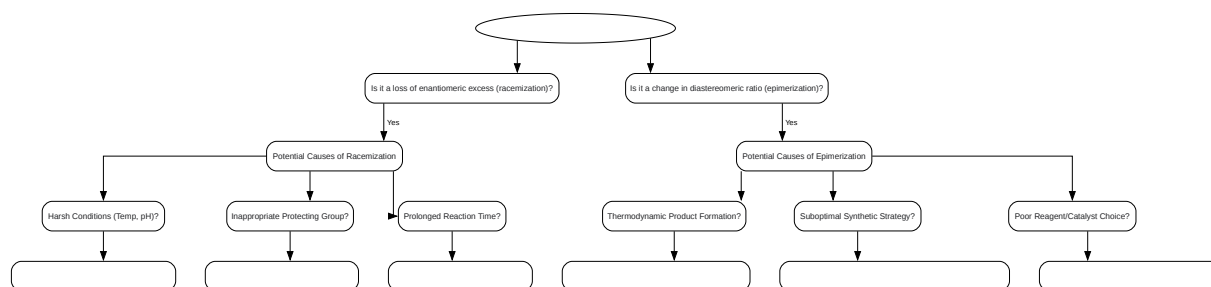 Is it a loss of enantiomeric excess (racemization)?
Is it a change in diastereomeric ratio (epimerization)?
Yes
Yes
Potential Causes of Racemization
Potential Causes of Epimerization
Harsh Conditions (Temp, pH)?
Inappropriate Protecting Group?
Prolonged Reaction Time?
Thermodynamic Product Formation?
Suboptimal Synthetic Strategy?
Poor Reagent/Catalyst Choice?